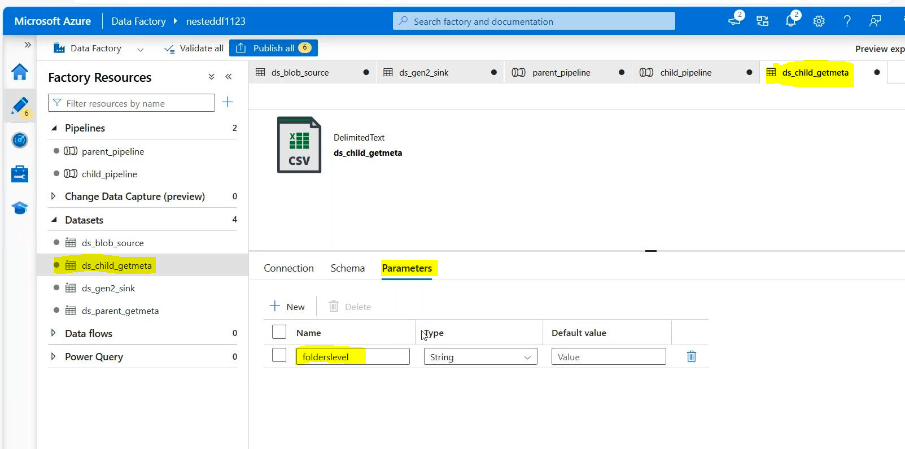 Microsoft Azure Data Factory nesteddf1123 Search factory and documentation 2 2
Data Factory Validate all Publish all 6 Preview exp
Factory Resources
Filter resources by name
6
Pipelines 2
parent_pipeline
child_pipeline
Change Data Capture (preview) 0
Datasets 4
ds_blob_source
ds_child_getmeta
ds_gen2_sink
ds_parent_getmeta
Data flows 0
Power Query 0
ds_blob_source ds_gen2_sink parent_pipeline child_pipeline ds_child_getmeta
X
CSV
DelimitedText
ds_child_getmeta
Connection Schema Parameters
New Delete
Name Type Default value
folderslevel String Value